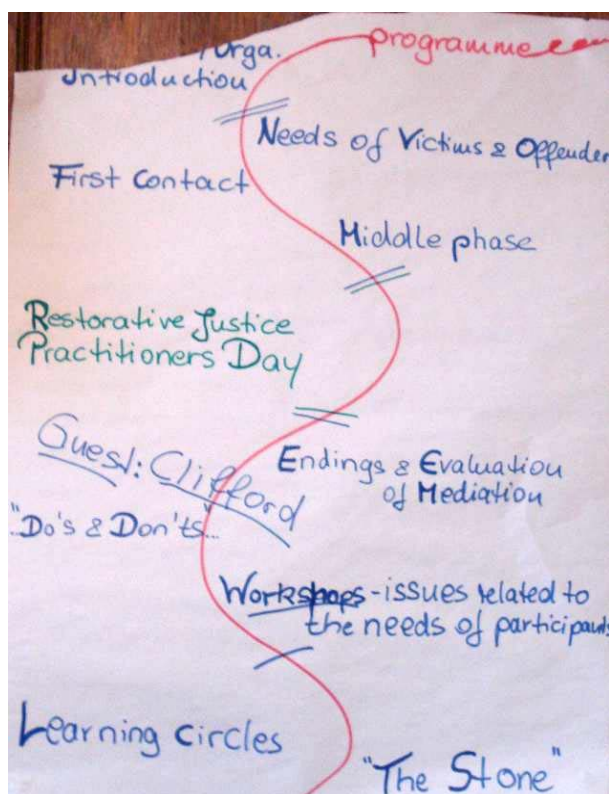 programme
/Orga.
Introduction
Needs of Victims & Offender
First Contact
Middle phase
Restorative Justice
Practitioners Day
Guest: Clifford
Endings & Evaluation
of Mediation
"Do's & Don'ts"...
Workshops - issues related to
the needs of participants
Learning circles
"The Stone"